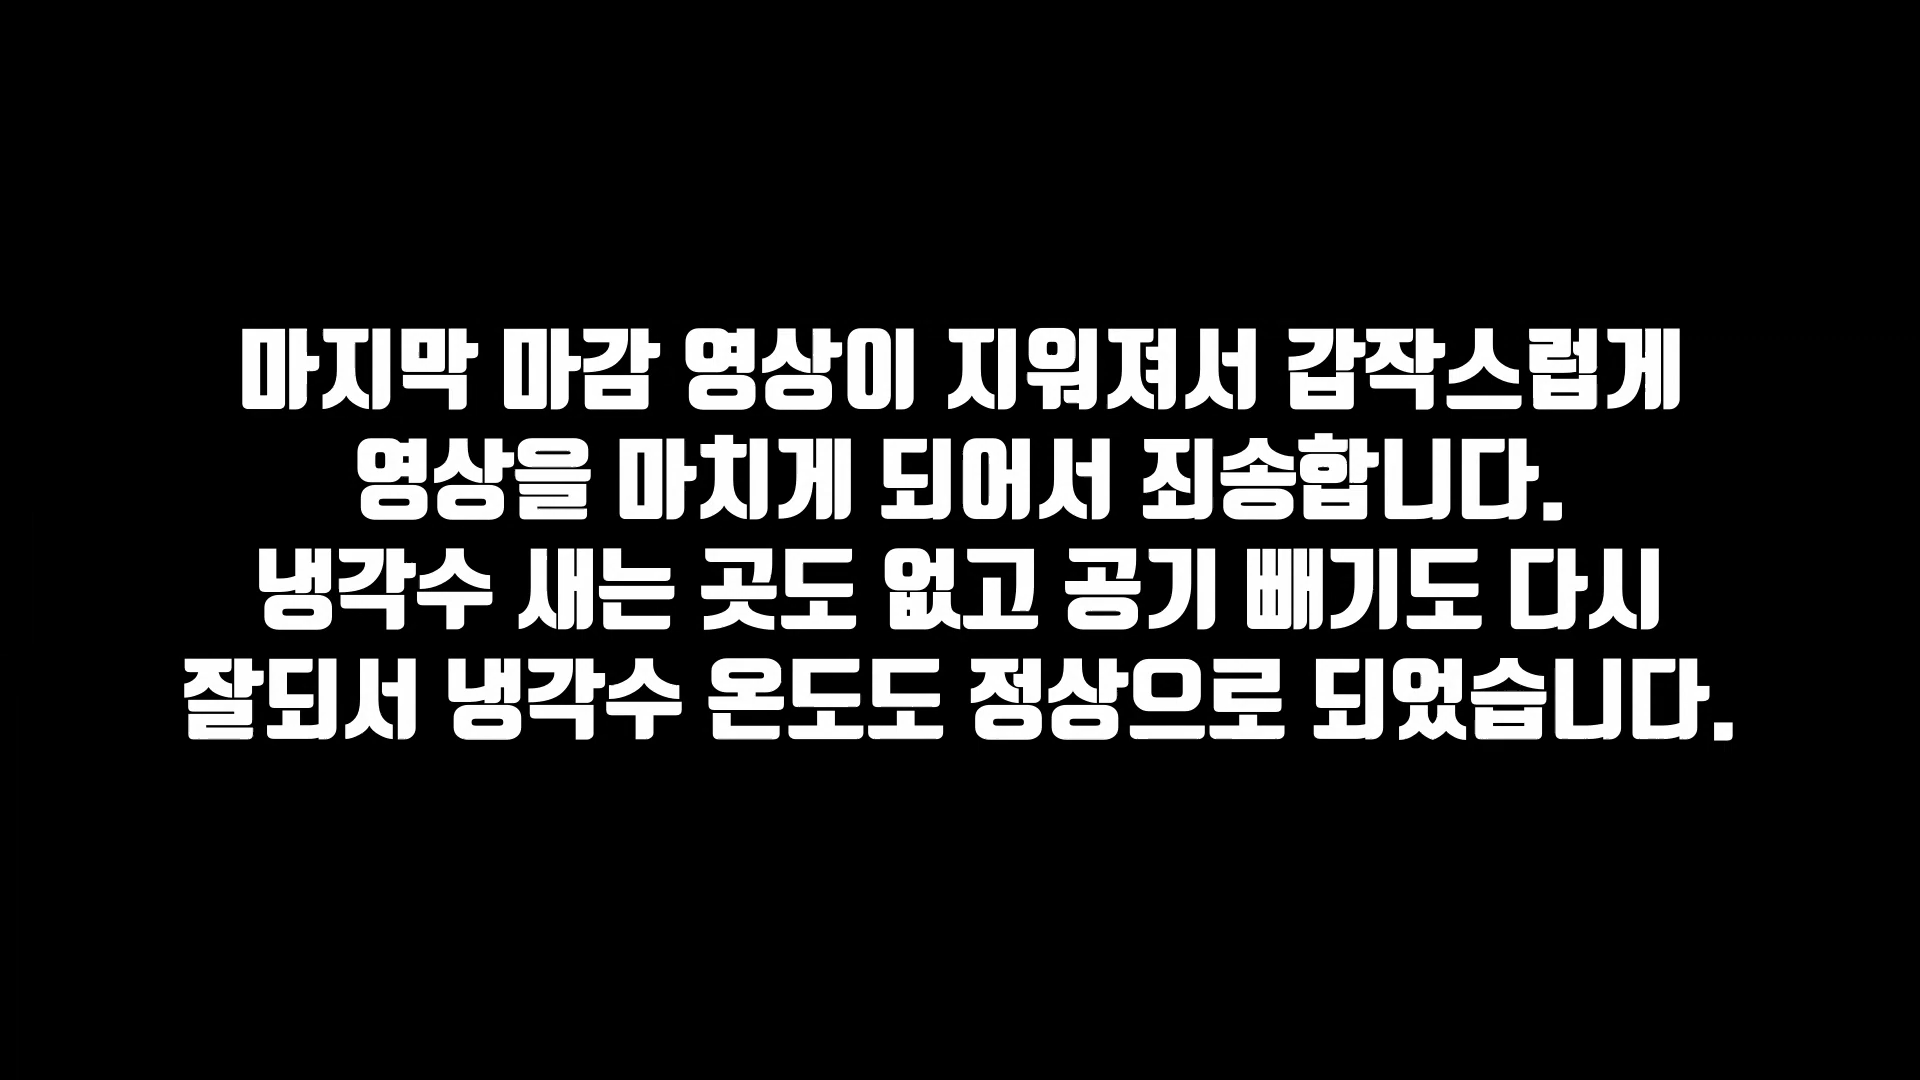 마지막 마감 영상이 지워져서 갑작스럽게
영상을 마치게 되어서 죄송합니다.
냉각수 새는 곳도 없고 공기 빼기도 다시
잘되서 냉각수 온도도 정상으로 되었습니다.